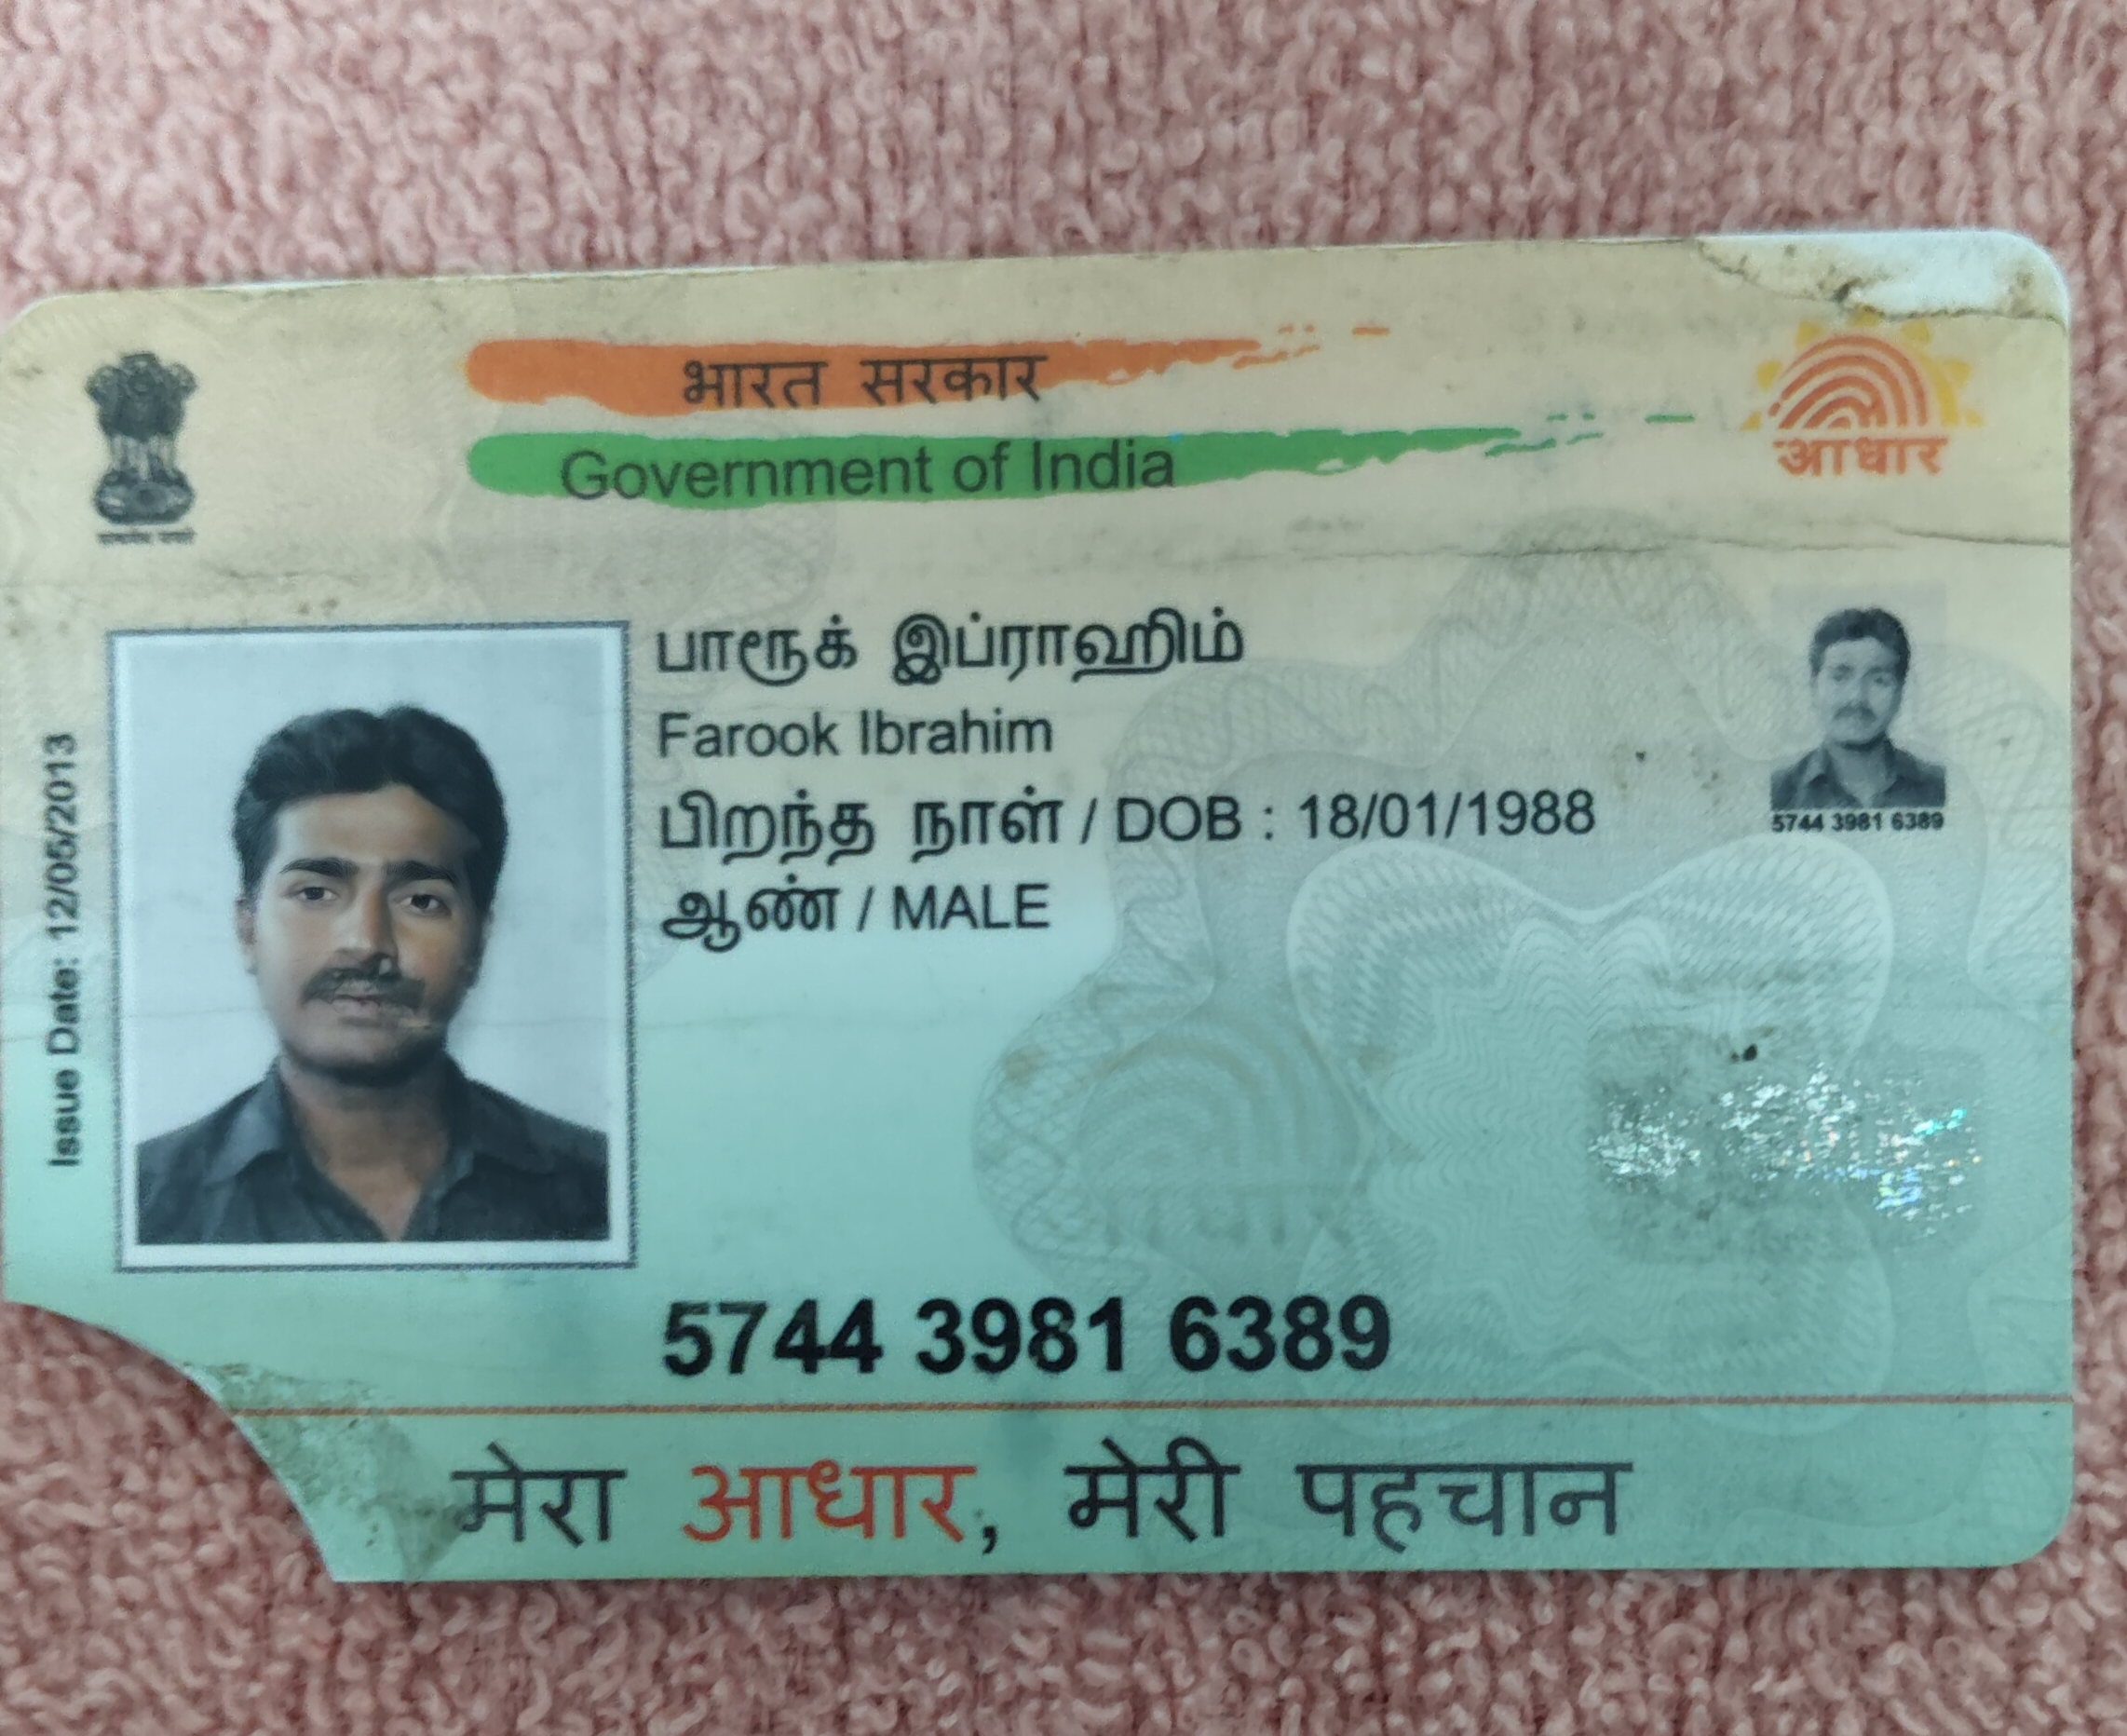 भारत सरकार
Government of India
आधार
பாரூக் இப்ராஹிம்
Farook Ibrahim
பிறந்த நாள் / DOB : 18/01/1988
ஆண் / MALE
5744 3981 6389
Issue Date: 12/05/2013
5744 3981 6389
मेरा आधार, मेरी पहचान